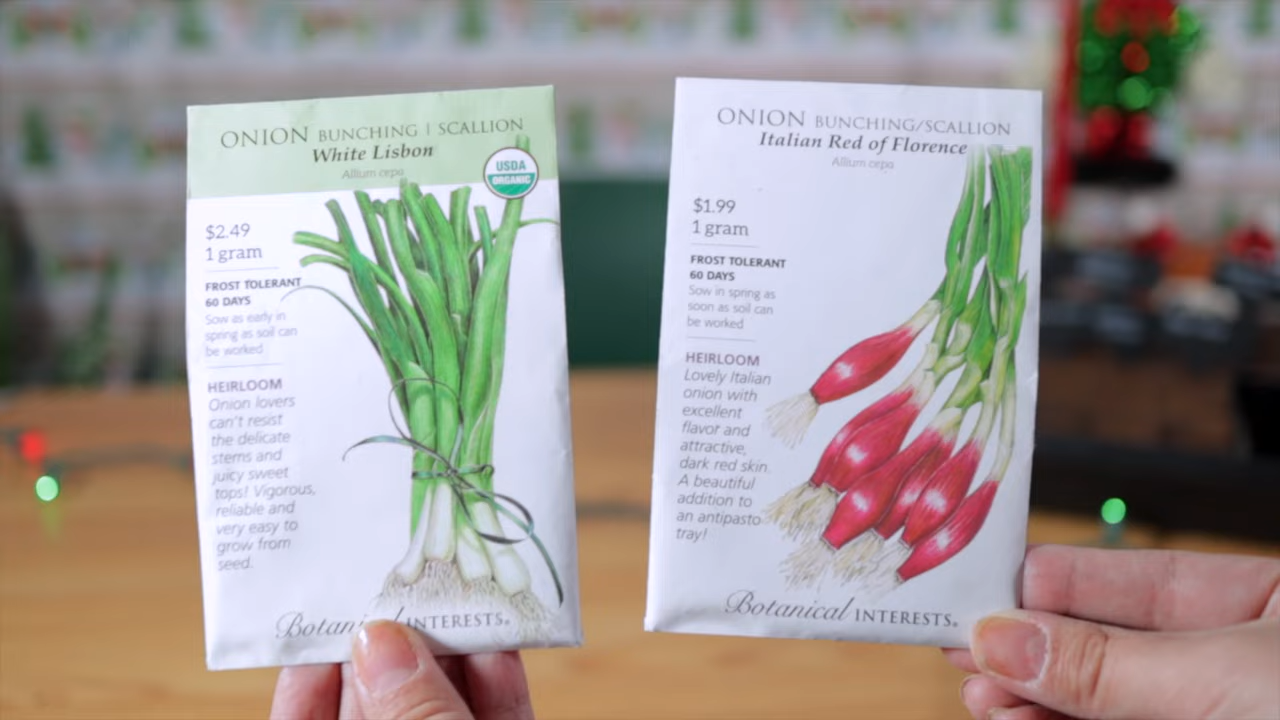 ONION BUNCHING | SCALLION
White Lisbon
Allium cepa
USDA
ORGANIC
$2.49
1 gram
FROST TOLERANT
60 DAYS
Sow as early in
spring as soil can
be worked
HEIRLOOM
Onion lovers
can't resist
the delicate
stems and
juicy sweet
tops! Vigorous,
reliable and
very easy to
grow from
seed.
Botanical INTERESTS®
ONION BUNCHING/SCALLION
Italian Red of Florence
Allium cepa
$1.99
1 gram
FROST TOLERANT
60 DAYS
Sow in spring as
soon as soil can
be worked
HEIRLOOM
Lovely Italian
onion with
excellent
flavor and
attractive,
dark red skin.
A beautiful
addition to
an antipasto
tray!
Botanical INTERESTS®